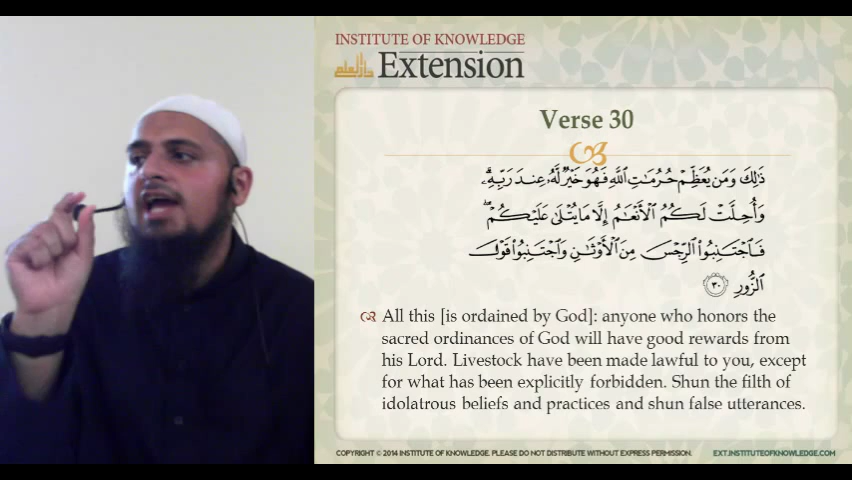 INSTITUTE OF KNOWLEDGE
دار العلم Extension
Verse 30
ذَٰلِكَ وَمَن يُعَظِّمْ حُرُمَٰتِ ٱللَّهِ فَهُوَ خَيْرٌ لَّهُۥ عِندَ رَبِّهِۦ ۗ
وَأُحِلَّتْ لَكُمُ ٱلْأَنْعَٰمُ إِلَّا مَا يُتْلَىٰ عَلَيْكُمْ ۖ
فَٱجْتَنِبُوا۟ ٱلرِّجْسَ مِنَ ٱلْأَوْثَٰنِ وَٱجْتَنِبُوا۟ قَوْلَ
ٱلزُّورِ ٣٠
All this [is ordained by God]: anyone who honors the
sacred ordinances of God will have good rewards from
his Lord. Livestock have been made lawful to you, except
for what has been explicitly forbidden. Shun the filth of
idolatrous beliefs and practices and shun false utterances.
COPYRIGHT © 2014 INSTITUTE OF KNOWLEDGE. PLEASE DO NOT DISTRIBUTE WITHOUT EXPRESS PERMISSION. EXT.INSTITUTEOFKNOWLEDGE.COM